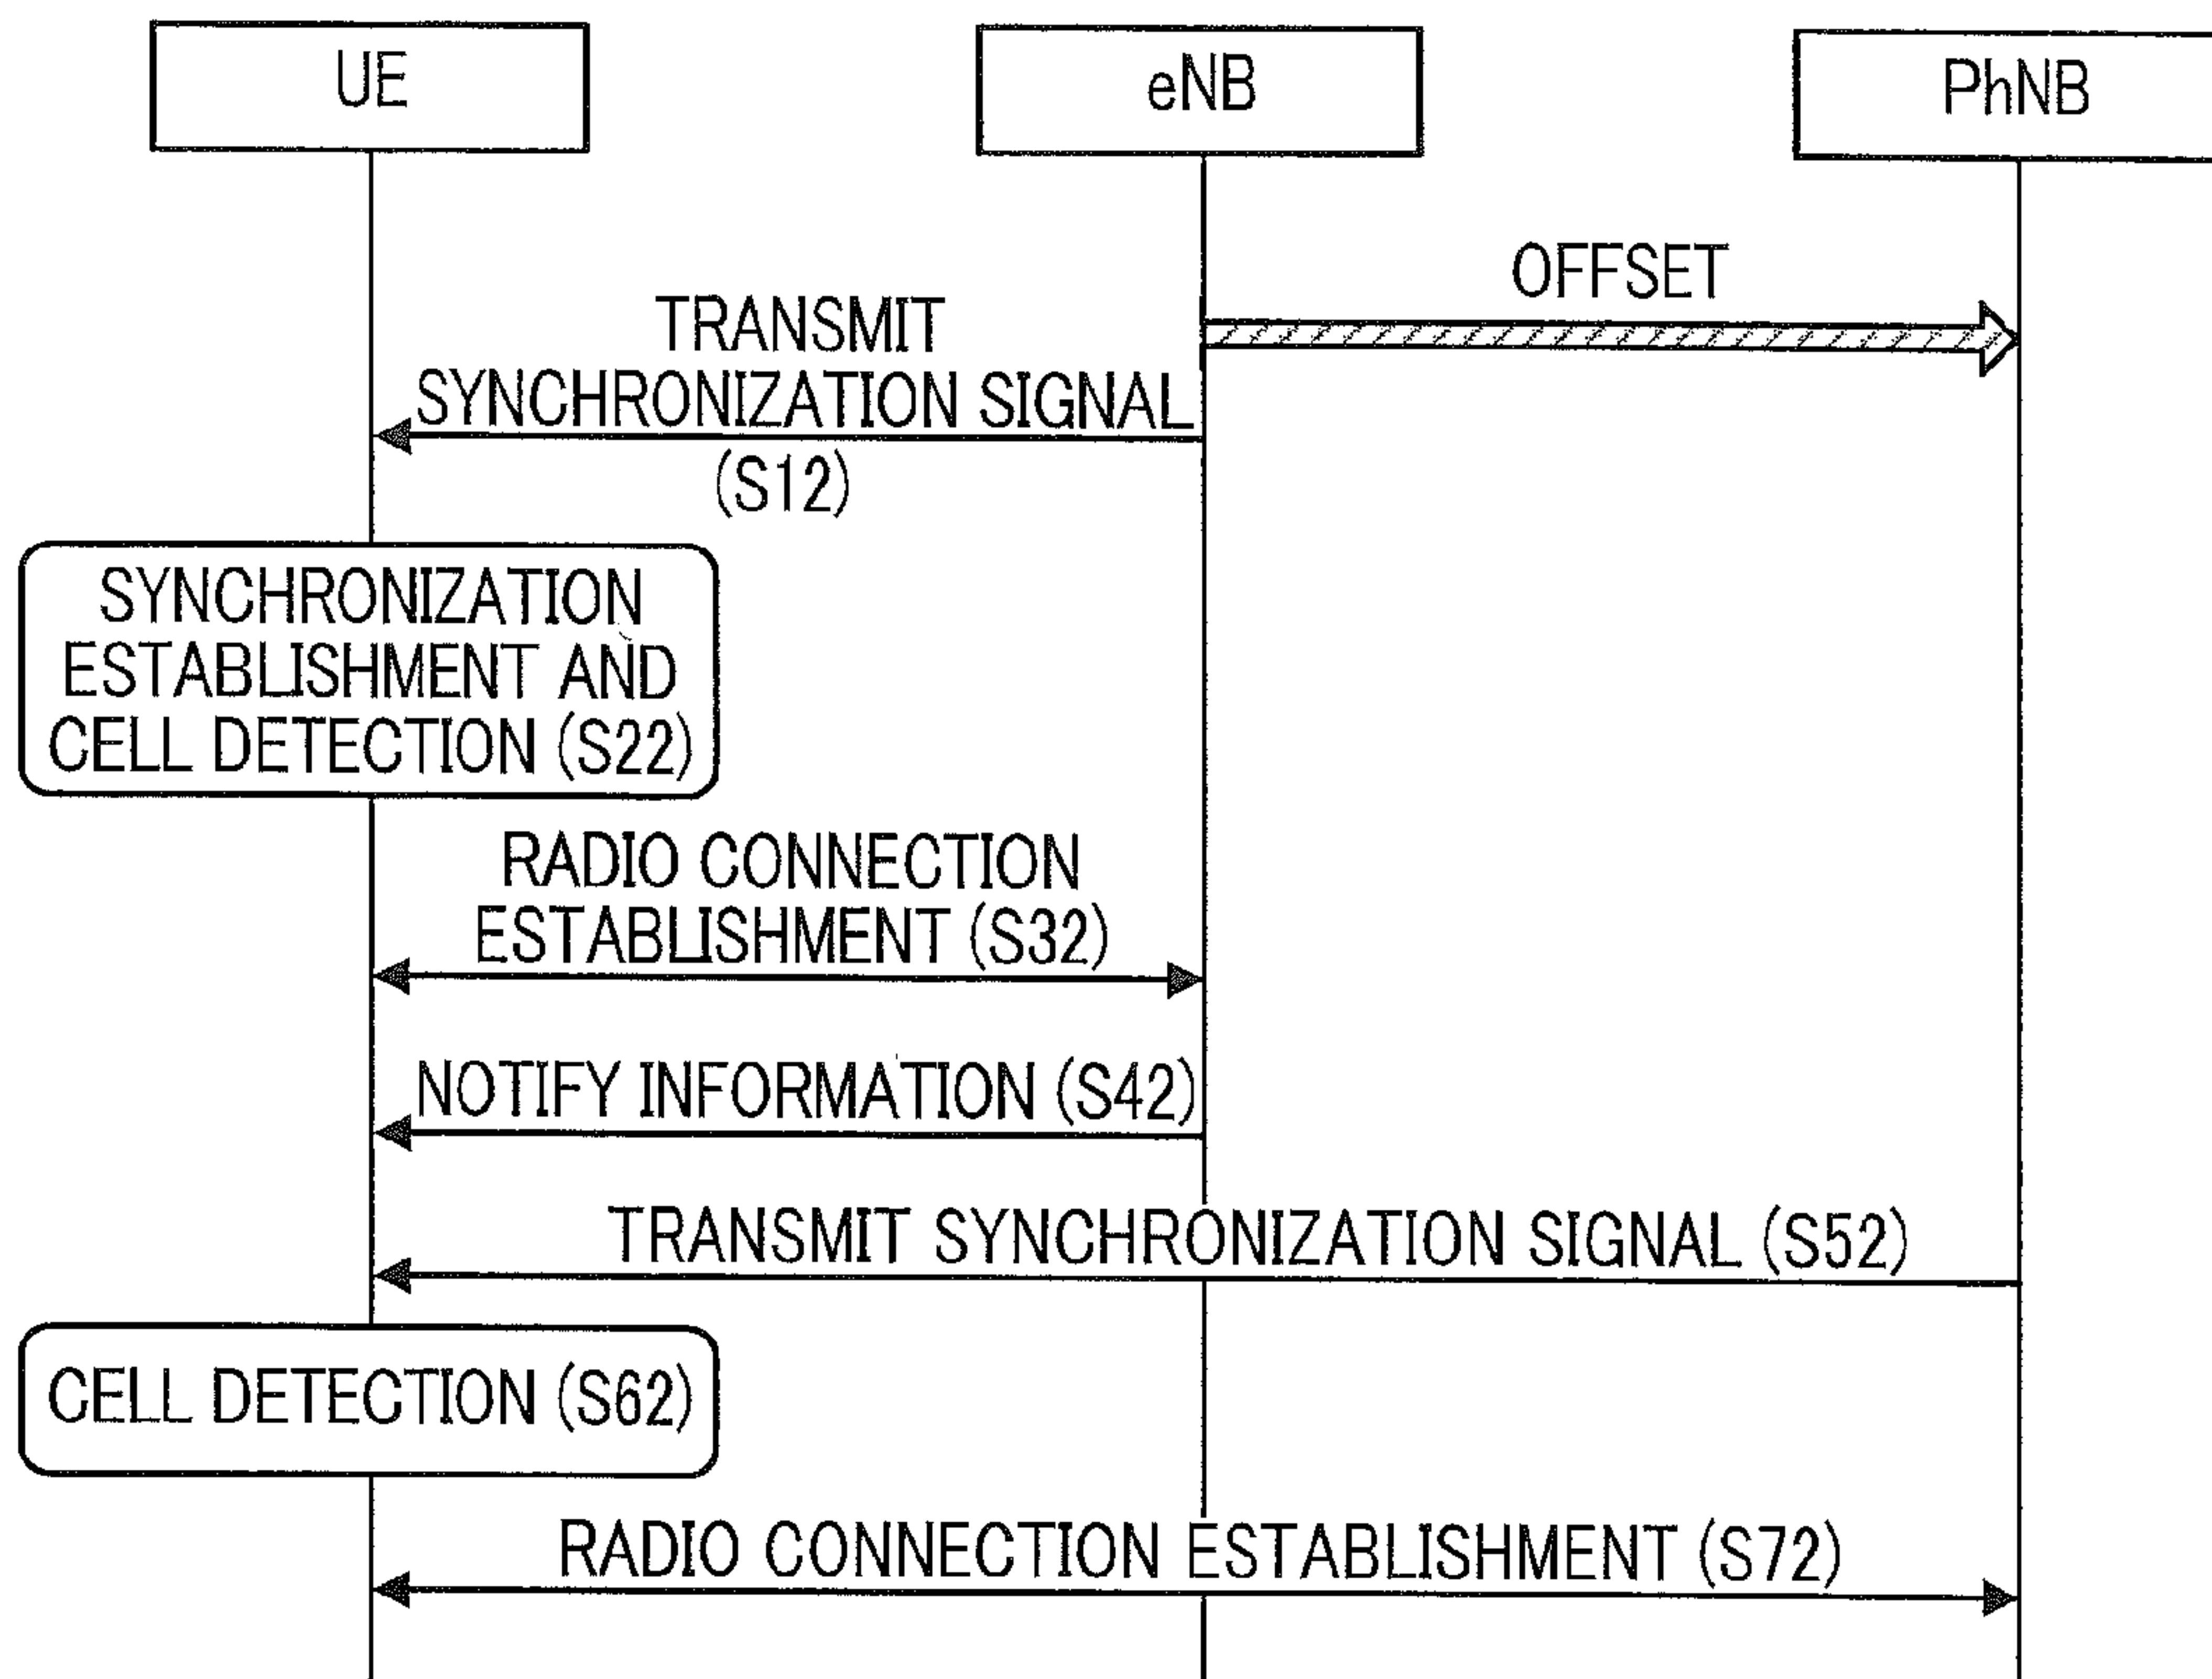 UE
eNB
PhNB
OFFSET
TRANSMIT
SYNCHRONIZATION SIGNAL
(S12)
SYNCHRONIZATION
ESTABLISHMENT AND
CELL DETECTION (S22)
RADIO CONNECTION
ESTABLISHMENT (S32)
NOTIFY INFORMATION (S42)
TRANSMIT SYNCHRONIZATION SIGNAL (S52)
CELL DETECTION (S62)
RADIO CONNECTION ESTABLISHMENT (S72)